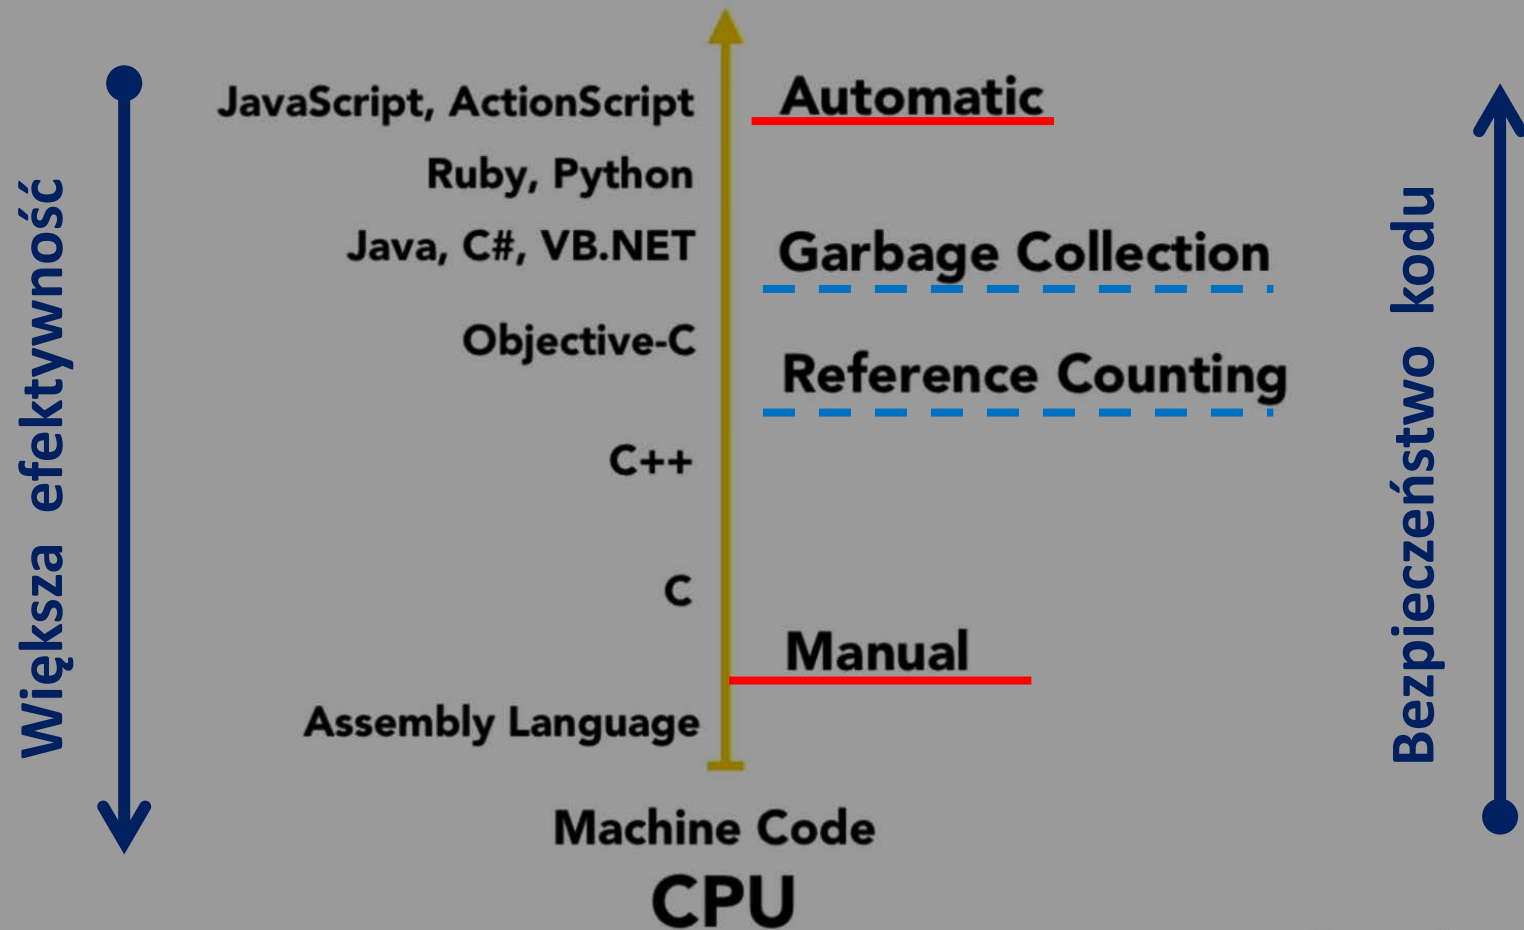 Większa efektywność
JavaScript, ActionScript
Automatic
Ruby, Python
Java, C#, VB.NET
Garbage Collection
Objective-C
Reference Counting
C++
C
Manual
Assembly Language
Machine Code
CPU
Bezpieczeństwo kodu